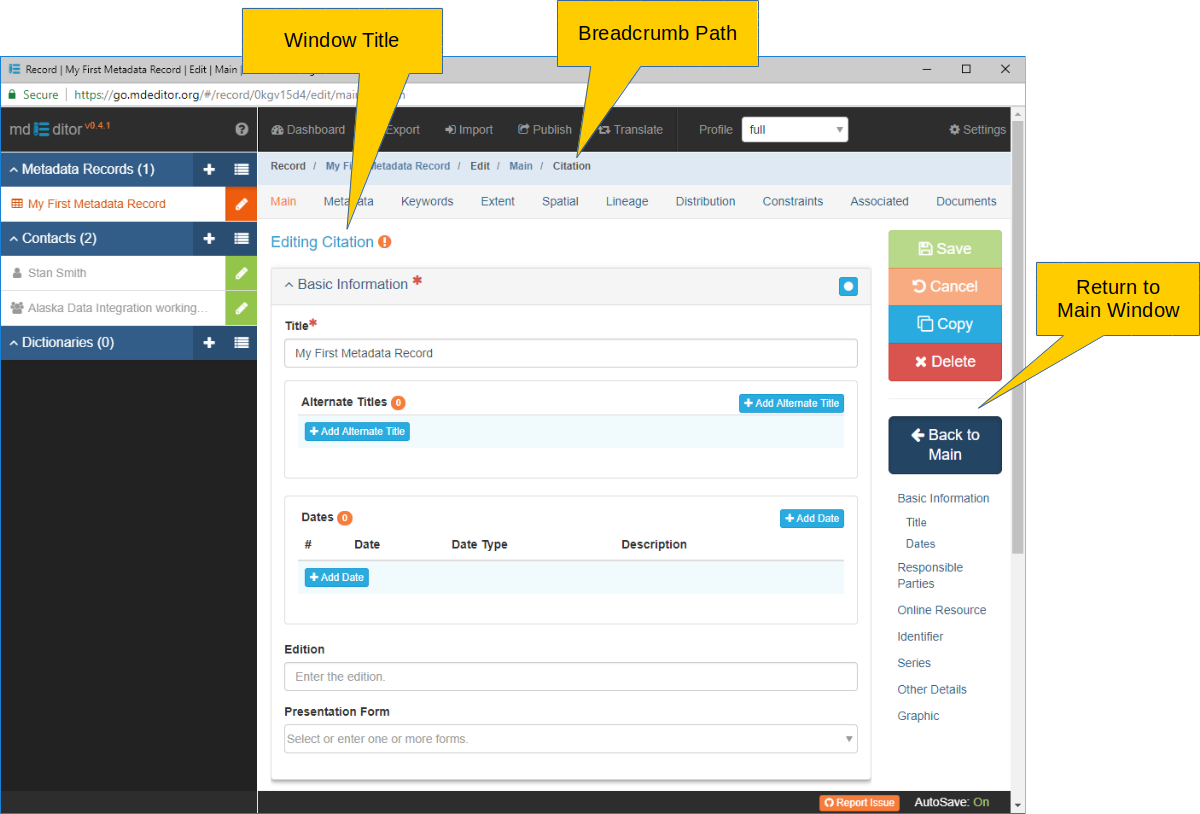 Window Title
Breadcrumb Path
Record | My First Metadata Record | Edit | Main |
Secure https://go.mdeditor.org/#/record/0kgv15d4/edit/mai
md ditor v0.4.1
Dashboard Export Import Publish Translate Profile full Settings
Metadata Records (1)
Record / My First Metadata Record / Edit / Main / Citation
My First Metadata Record
Main Metadata Keywords Extent Spatial Lineage Distribution Constraints Associated Documents
Contacts (2)
Editing Citation
Save
Stan Smith
Basic Information *
Cancel
Return to
Main Window
Alaska Data Integration working...
Title*
Copy
Dictionaries (0)
My First Metadata Record
Delete
Alternate Titles 0
Add Alternate Title
Add Alternate Title
Back to
Main
Basic Information
Dates 0
Add Date
Title
# Date Date Type Description
Dates
Responsible
Parties
Add Date
Online Resource
Identifier
Edition
Series
Enter the edition.
Other Details
Presentation Form
Graphic
Select or enter one or more forms.
Report Issue AutoSave: On